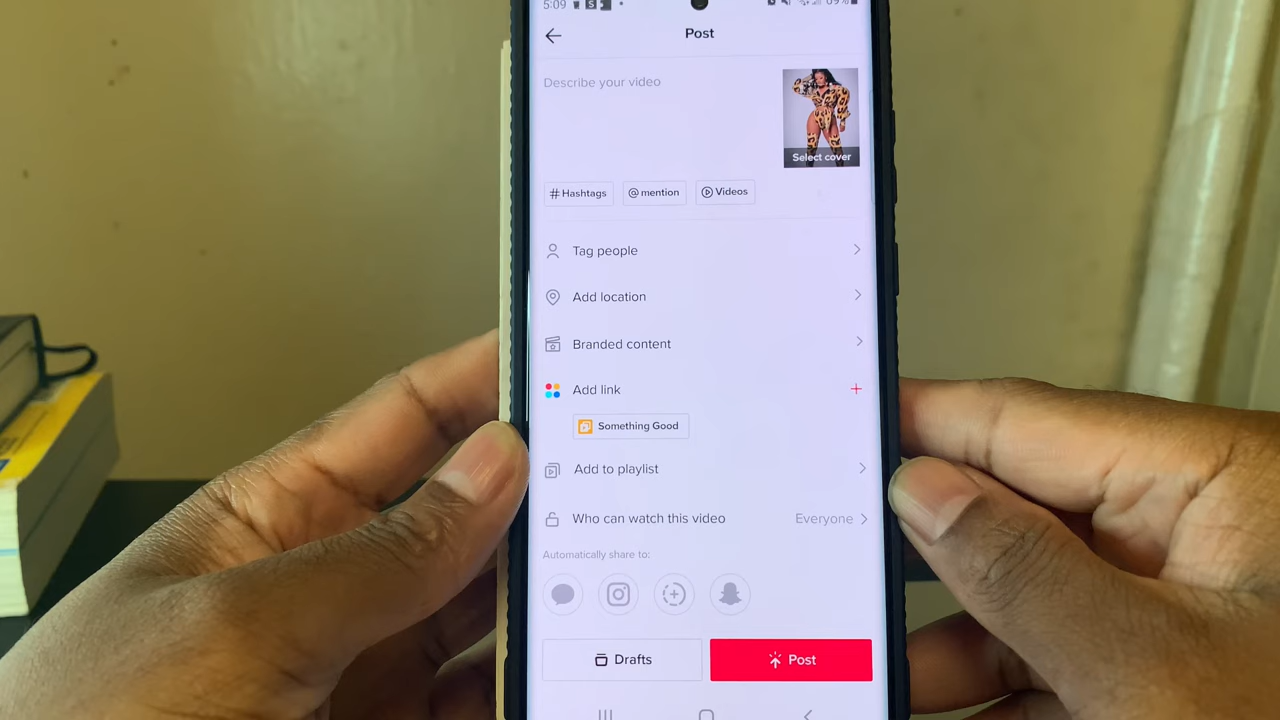 5:09
Post
Describe your video
Select cover
# Hashtags @ mention Videos
Tag people
Add location
Branded content
Add link +
Something Good
Add to playlist
Who can watch this video Everyone
Automatically share to:
Drafts Post